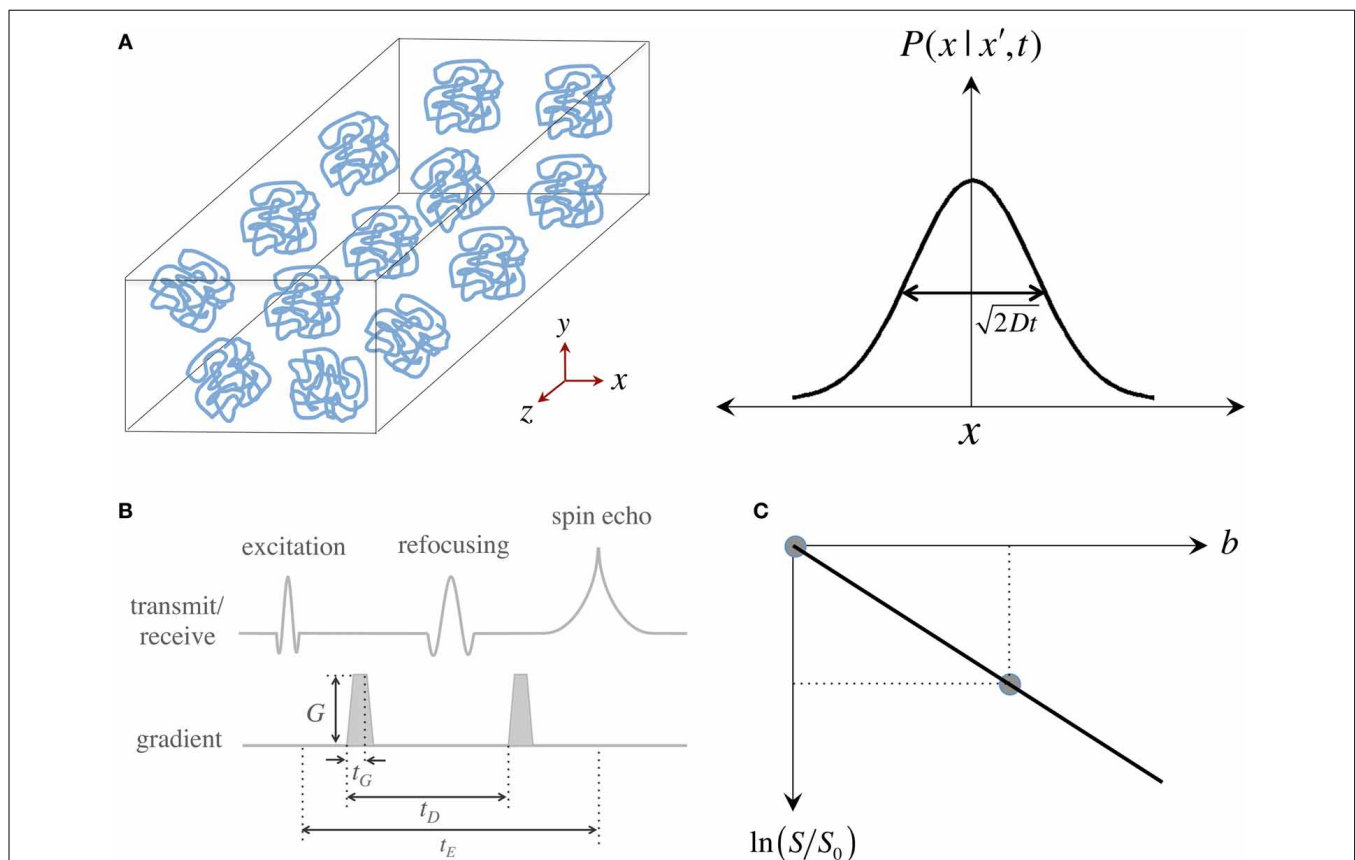 A
P(x | x′,t)
√2Dt
y
x
z
x
B
spin echo
excitation
refocusing
transmit/
receive
G
gradient
t_G
t_D
t_E
C
b
ln(S/S_0)